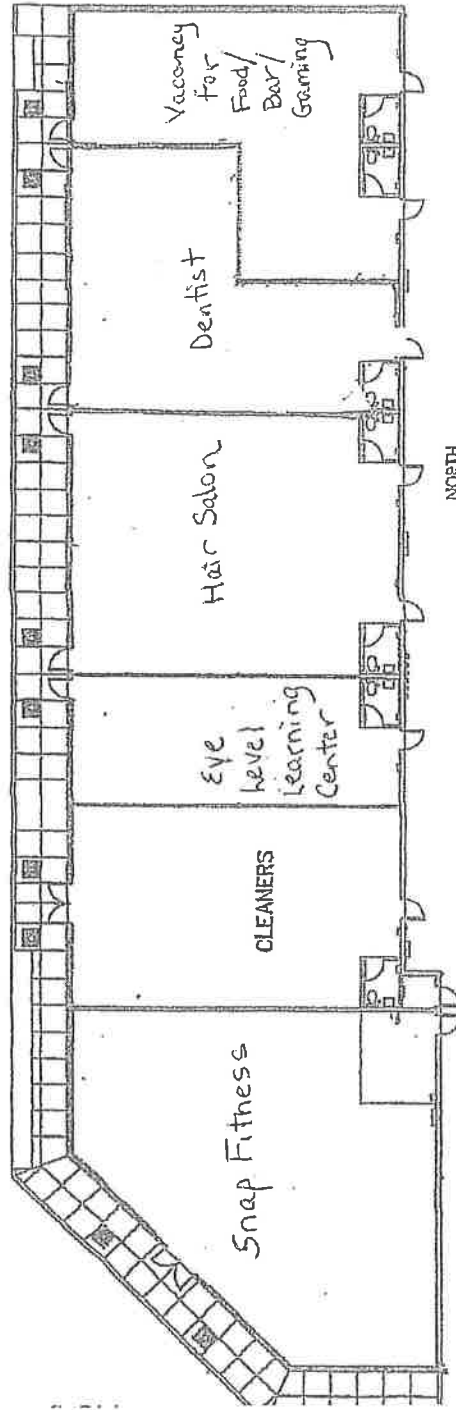 Snap Fitness
CLEANERS
Eye
Level
Learning
Center
Hair Salon
Dentist
Vacancy
for
Food/
Bar/
Gaming
NORTH